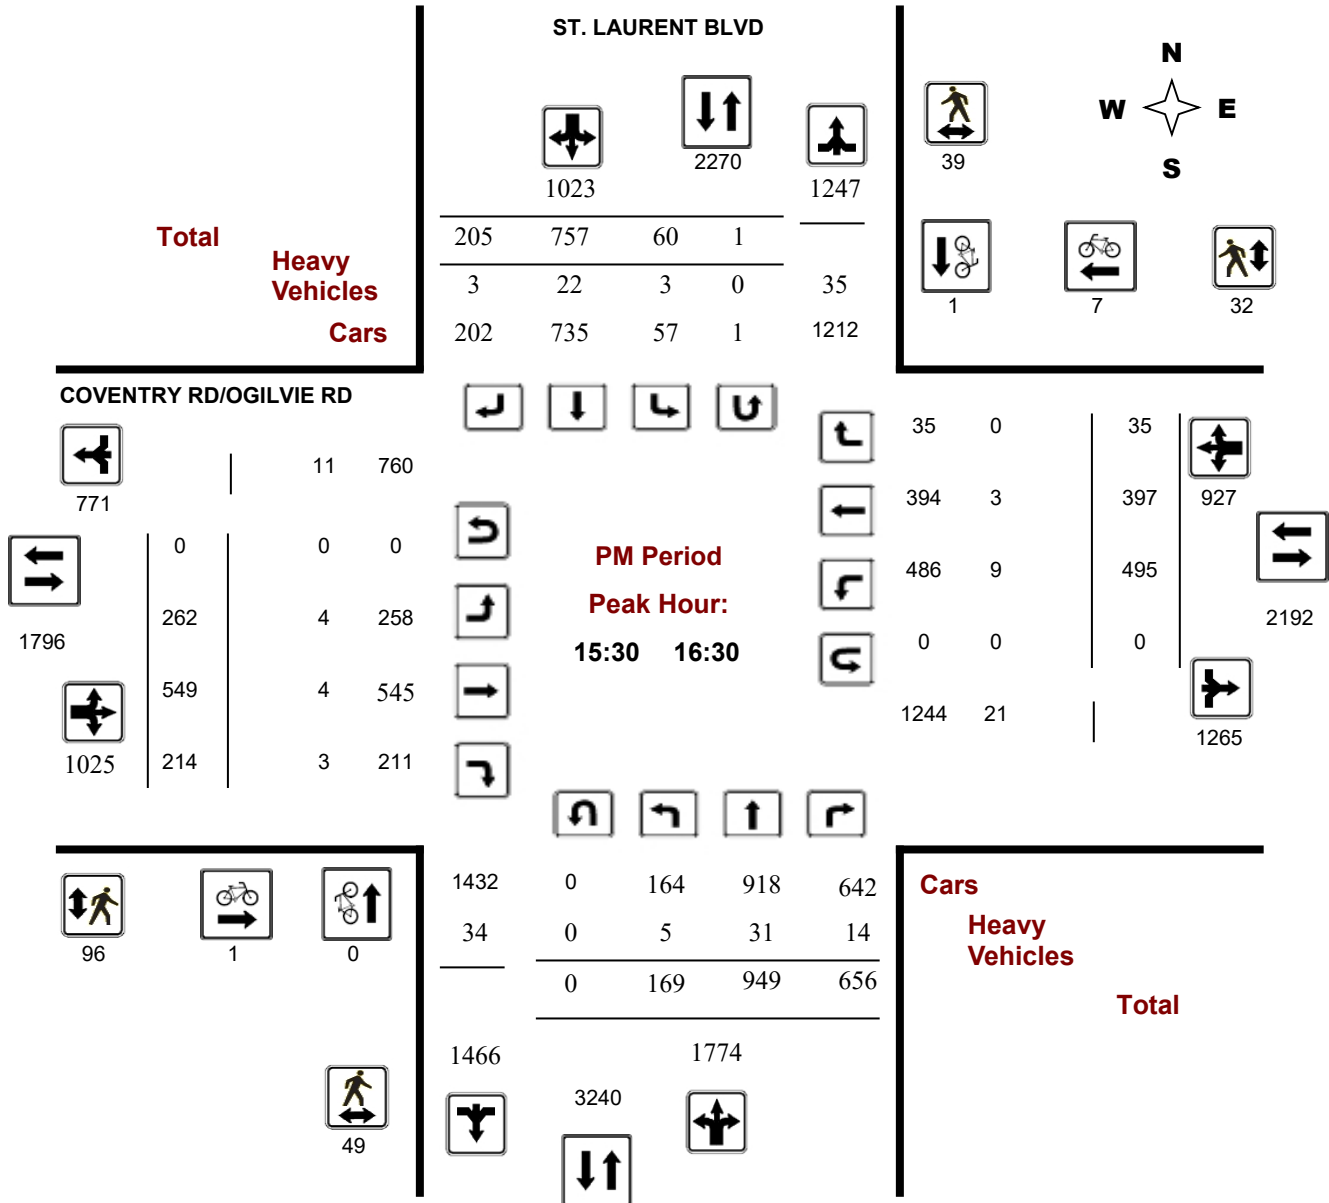 ST. LAURENT BLVD
N
W E
S
2270
39
1023 1247
Total 205 757 60 1
Heavy
Vehicles 3 22 3 0 35
1 7 32
Cars 202 735 57 1 1212
COVENTRY RD/OGILVIE RD
35 0 35
11 760
771
394 3 397 927
0 0 0
PM Period
486 9 495
262 4 258
Peak Hour:
2192
1796
15:30 16:30
0 0 0
549 4 545
1244 21
1265
1025 214 3 211
1432 0 164 918 642 Cars
34 0 5 31 14 Heavy
Vehicles
96 1 0
0 169 949 656
Total
1466 1774
3240
49